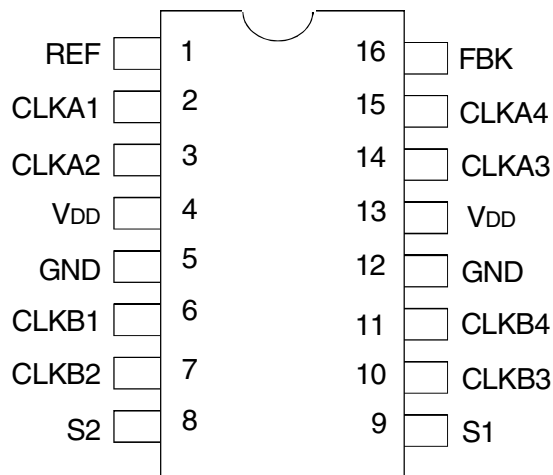 REF 1 16 FBK
CLKA1 2 15 CLKA4
CLKA2 3 14 CLKA3
VDD 4 13 VDD
GND 5 12 GND
CLKB1 6 11 CLKB4
CLKB2 7 10 CLKB3
S2 8 9 S1